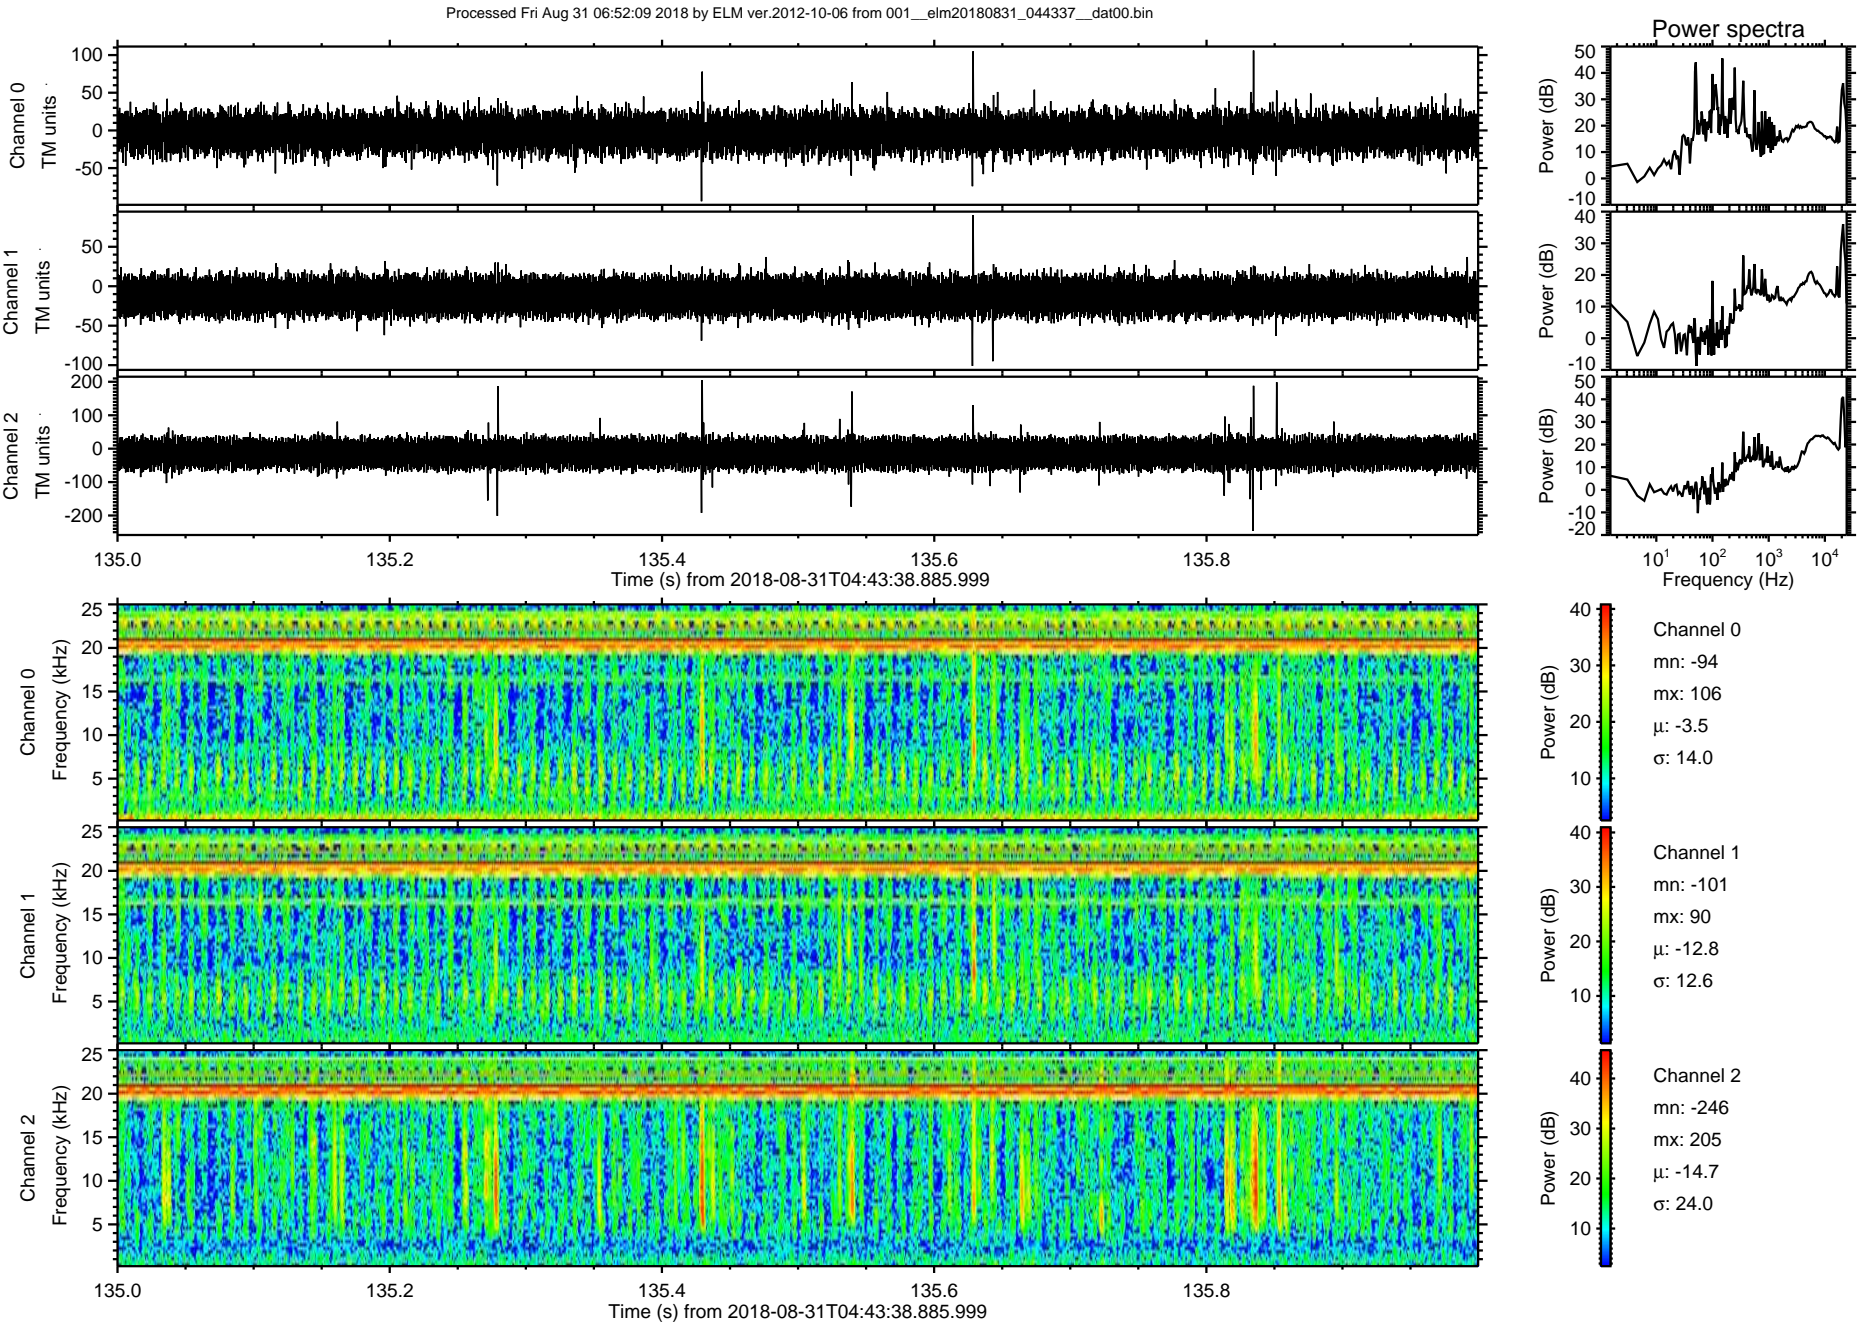 Processed Fri Aug 31 06:52:09 2018 by ELM ver.2012-10-06 from 001__elm20180831_044337__dat00.bin
Power spectra
Channel 0
TM units
100
50
0
-50
Power (dB)
50
40
30
20
10
0
-10
Channel 1
TM units
50
0
-50
-100
Power (dB)
40
30
20
10
0
-10
Channel 2
TM units
200
100
0
-100
-200
Power (dB)
50
40
30
20
10
0
-10
-20
135.0 135.2 135.4 135.6 135.8
Time (s) from 2018-08-31T04:43:38.885.999
10^1 10^2 10^3 10^4
Frequency (Hz)
Channel 0
Frequency (kHz)
25
20
15
10
5
Power (dB)
40
30
20
10
Channel 0
mn: -94
mx: 106
μ: -3.5
σ: 14.0
Channel 1
Frequency (kHz)
25
20
15
10
5
Power (dB)
40
30
20
10
Channel 1
mn: -101
mx: 90
μ: -12.8
σ: 12.6
Channel 2
Frequency (kHz)
25
20
15
10
5
Power (dB)
40
30
20
10
Channel 2
mn: -246
mx: 205
μ: -14.7
σ: 24.0
135.0 135.2 135.4 135.6 135.8
Time (s) from 2018-08-31T04:43:38.885.999